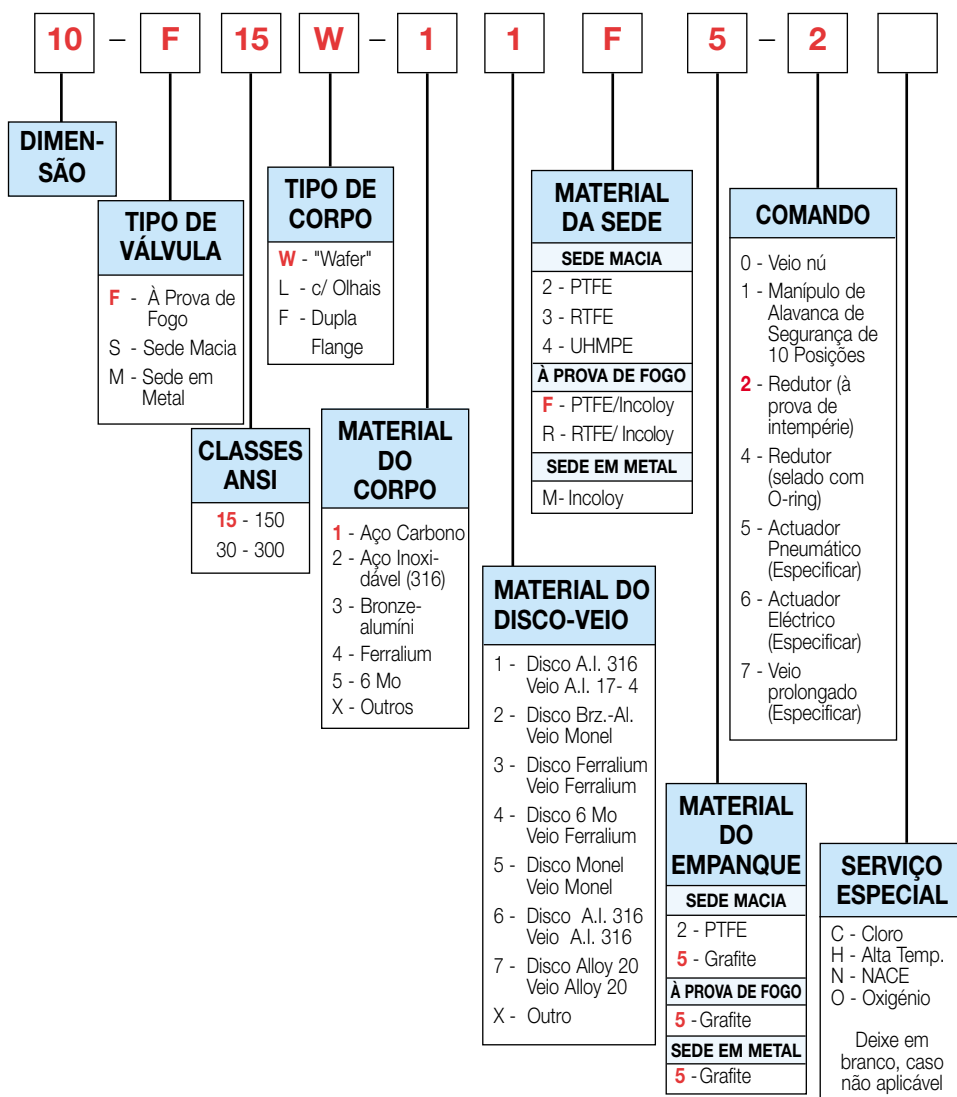 10 – F 15 W – 1 1 F 5 – 2
DIMEN-
SÃO
TIPO DE
VÁLVULA
F - À Prova de
Fogo
S - Sede Macia
M - Sede em
Metal
CLASSES
ANSI
15 - 150
30 - 300
TIPO DE
CORPO
W - "Wafer"
L - c/ Olhais
F - Dupla
Flange
MATERIAL
DO
CORPO
1 - Aço Carbono
2 - Aço Inoxi-
dável (316)
3 - Bronze-
alumíni
4 - Ferralium
5 - 6 Mo
X - Outros
MATERIAL DO
DISCO-VEIO
1 - Disco A.I. 316
Veio A.I. 17- 4
2 - Disco Brz.-Al.
Veio Monel
3 - Disco Ferralium
Veio Ferralium
4 - Disco 6 Mo
Veio Ferralium
5 - Disco Monel
Veio Monel
6 - Disco A.I. 316
Veio A.I. 316
7 - Disco Alloy 20
Veio Alloy 20
X - Outro
MATERIAL
DA SEDE
SEDE MACIA
2 - PTFE
3 - RTFE
4 - UHMPE
À PROVA DE FOGO
F - PTFE/Incoloy
R - RTFE/ Incoloy
SEDE EM METAL
M- Incoloy
MATERIAL
DO
EMPANQUE
SEDE MACIA
2 - PTFE
5 - Grafite
À PROVA DE FOGO
5 - Grafite
SEDE EM METAL
5 - Grafite
COMANDO
0 - Veio nú
1 - Manípulo de
Alavanca de
Segurança de
10 Posições
2 - Redutor (à
prova de
intempérie)
4 - Redutor
(selado com
O-ring)
5 - Actuador
Pneumático
(Especificar)
6 - Actuador
Eléctrico
(Especificar)
7 - Veio
prolongado
(Especificar)
SERVIÇO
ESPECIAL
C - Cloro
H - Alta Temp.
N - NACE
O - Oxigénio
Deixe em
branco, caso
não aplicável